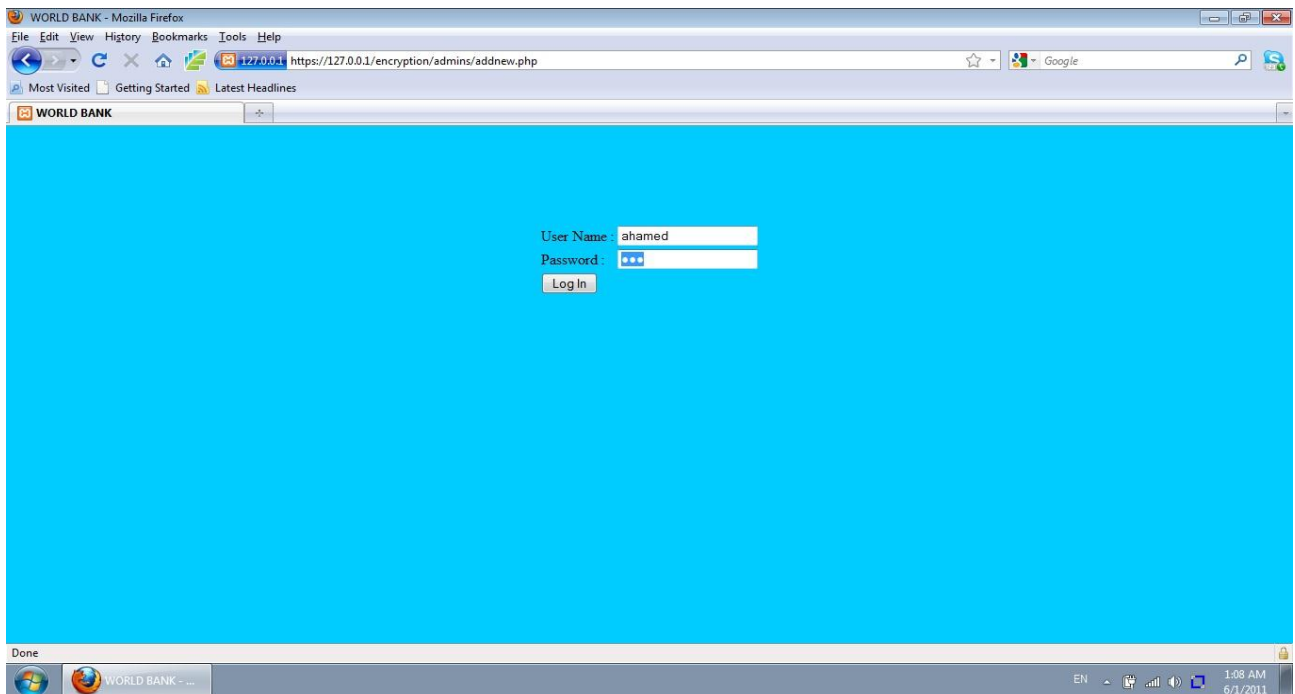 WORLD BANK - Mozilla Firefox
File Edit View History Bookmarks Tools Help
127.0.0.1 https://127.0.0.1/encryption/admins/addnew.php Google
Most Visited Getting Started Latest Headlines
WORLD BANK
User Name : ahamed
Password :
Log In
Done
WORLD BANK - ... EN 1:08 AM
6/1/2011